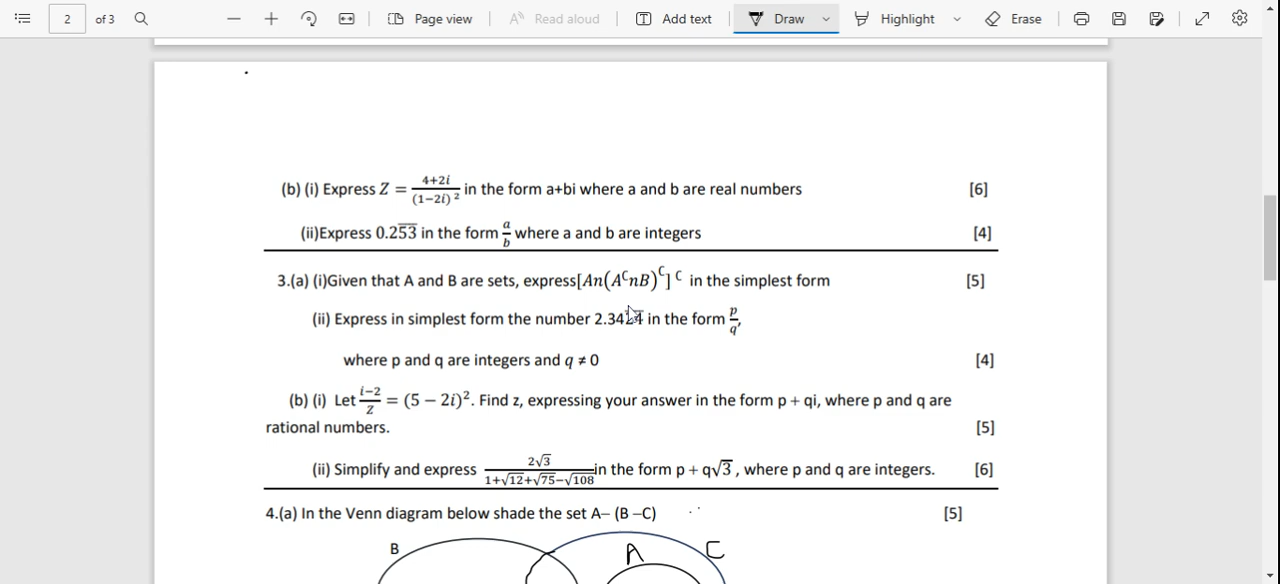 2 of 3 Page view Read aloud Add text Draw Highlight Erase
(b) (i) Express Z = 4+2i/(1−2i)² in the form a+bi where a and b are real numbers [6]
(ii)Express 0.25̅3̅ in the form a/b where a and b are integers [4]
3.(a) (i)Given that A and B are sets, express[An(AᶜnB)ᶜ]ᶜ in the simplest form [5]
(ii) Express in simplest form the number 2.342̅4̅ in the form p/q,
where p and q are integers and q ≠ 0 [4]
(b) (i) Let i−2/Z = (5 − 2i)². Find z, expressing your answer in the form p + qi, where p and q are
rational numbers. [5]
(ii) Simplify and express 2√3/1+√12+√75−√108 in the form p + q√3 , where p and q are integers. [6]
4.(a) In the Venn diagram below shade the set A– (B –C) [5]
B A C